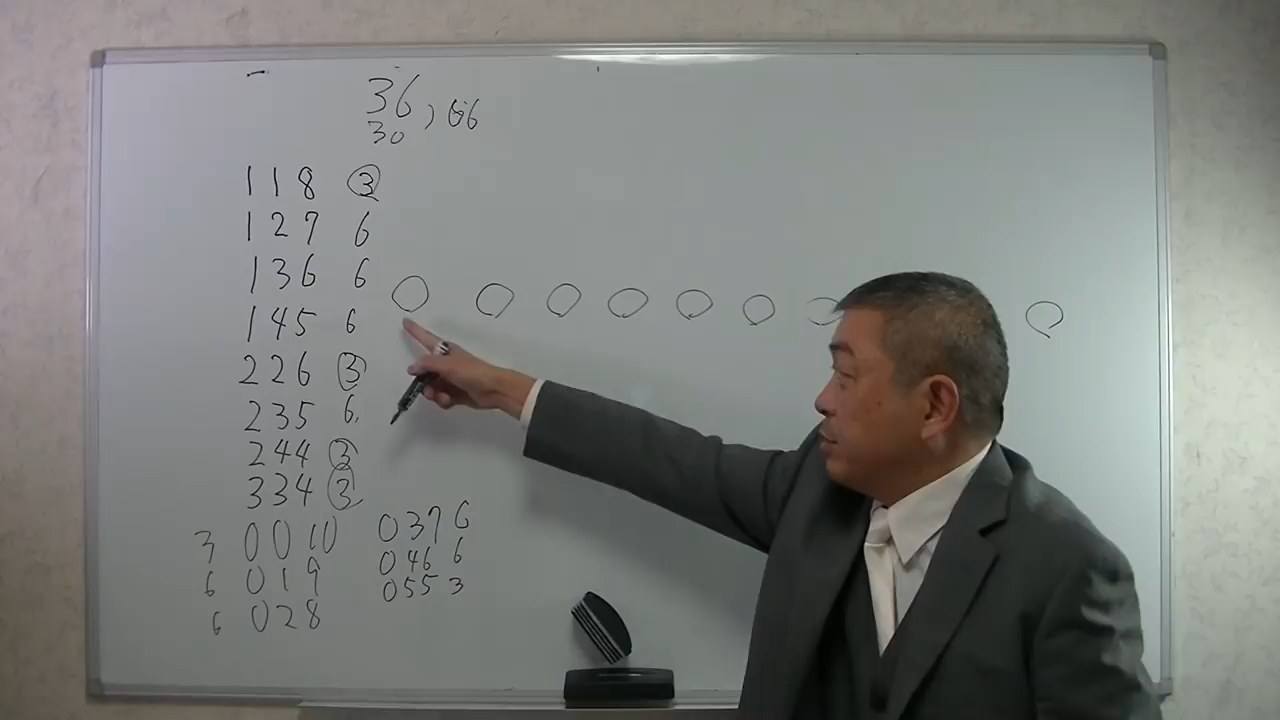 36, 66
30
1 1 8 ③
1 2 7 6
1 3 6 6
1 4 5 6
2 2 6 ③
2 3 5 6
2 4 4 ③
3 3 4 ③
3 0 0 10
6 0 1 9
6 0 2 8
0 3 7 6
0 4 6 6
0 5 5 3